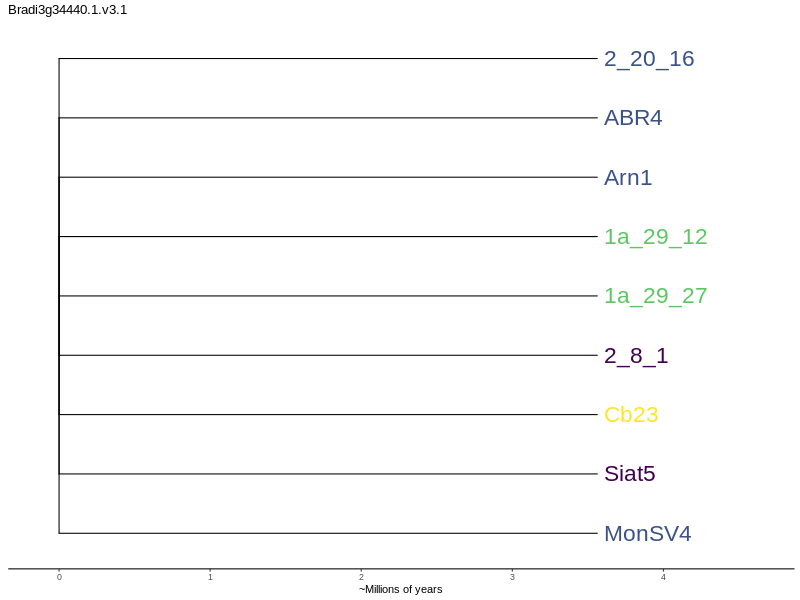 Bradi3g34440.1.v3.1
2_20_16
ABR4
Arn1
1a_29_12
1a_29_27
2_8_1
Cb23
Siat5
MonSV4
0 1 2 3 4
~Millions of years